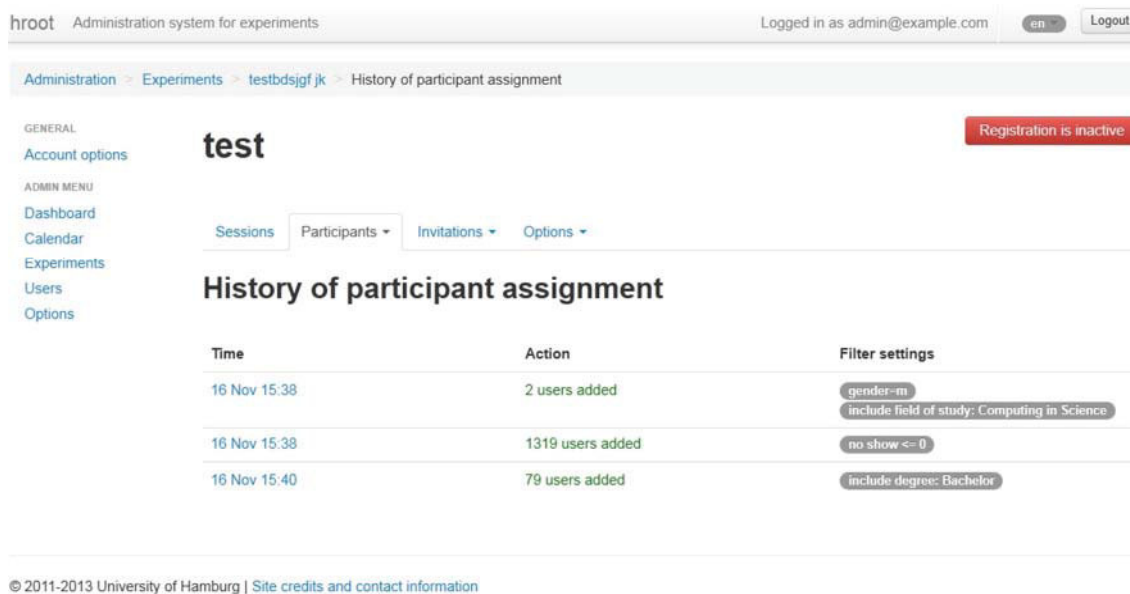 hroot Administration system for experiments Logged in as admin@example.com en Logout
Administration > Experiments > testbdsjgf jk > History of participant assignment
GENERAL
Account options
ADMIN MENU
Dashboard
Calendar
Experiments
Users
Options
test
Registration is inactive
Sessions Participants Invitations Options
History of participant assignment
Time Action Filter settings
16 Nov 15:38 2 users added gender=m
include field of study: Computing in Science
16 Nov 15:38 1319 users added no show <= 0
16 Nov 15:40 79 users added include degree: Bachelor
© 2011-2013 University of Hamburg | Site credits and contact information